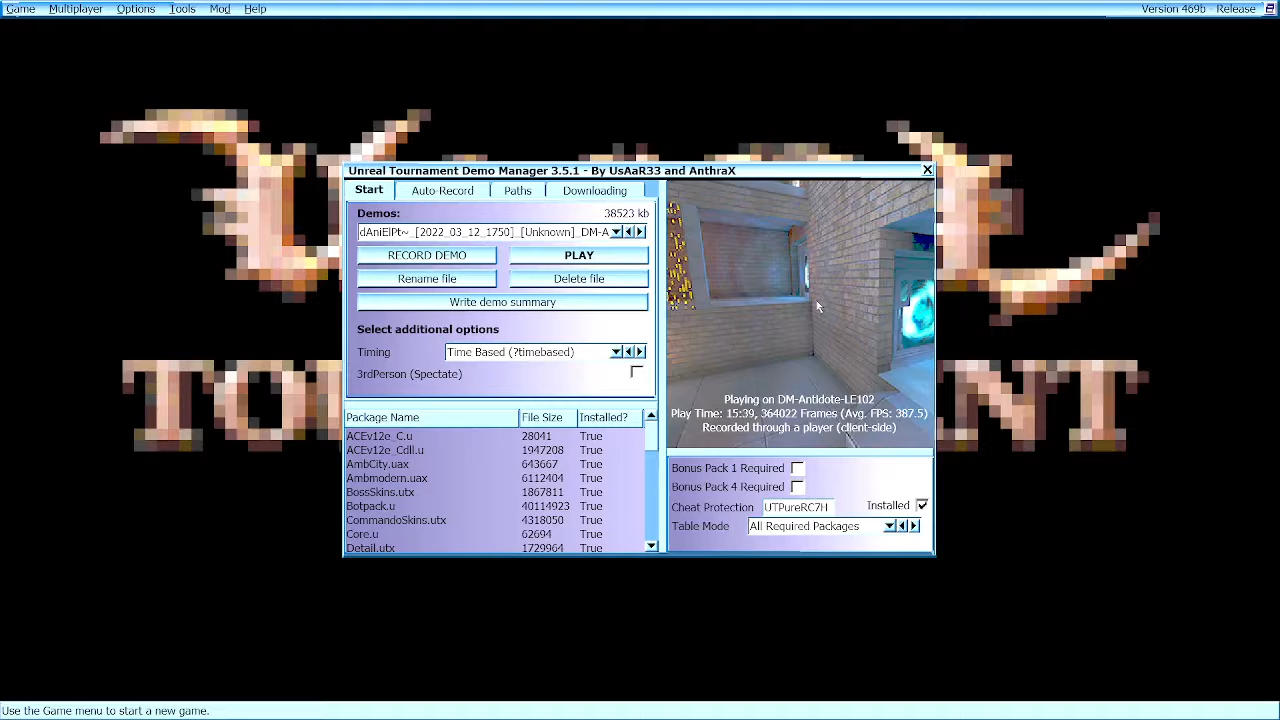 Game Multiplayer Options Tools Mod Help Version 469b - Release
Unreal Tournament Demo Manager 3.5.1 - By UsAaR33 and AnthraX
Start Auto-Record Paths Downloading
Demos: 38523 kb
dAniElPt~_[2022_03_12_1750]_[Unknown]_DM-A
RECORD DEMO PLAY
Rename file Delete file
Write demo summary
Select additional options
Timing Time Based (?timebased)
3rdPerson (Spectate)
Package Name File Size Installed?
ACEv12e_C.u 28041 True
ACEv12e_Cdll.u 1947208 True
AmbCity.uax 643667 True
Ambmodern.uax 6112404 True
BossSkins.utx 1867811 True
Botpack.u 40114923 True
CommandoSkins.utx 4318050 True
Core.u 62694 True
Detail.utx 1729964 True
Playing on DM-Antidote-LE102
Play Time: 15:39, 364022 Frames (Avg. FPS: 387.5)
Recorded through a player (client-side)
Bonus Pack 1 Required
Bonus Pack 4 Required
Cheat Protection UTPureRC7H Installed
Table Mode All Required Packages
Use the Game menu to start a new game.